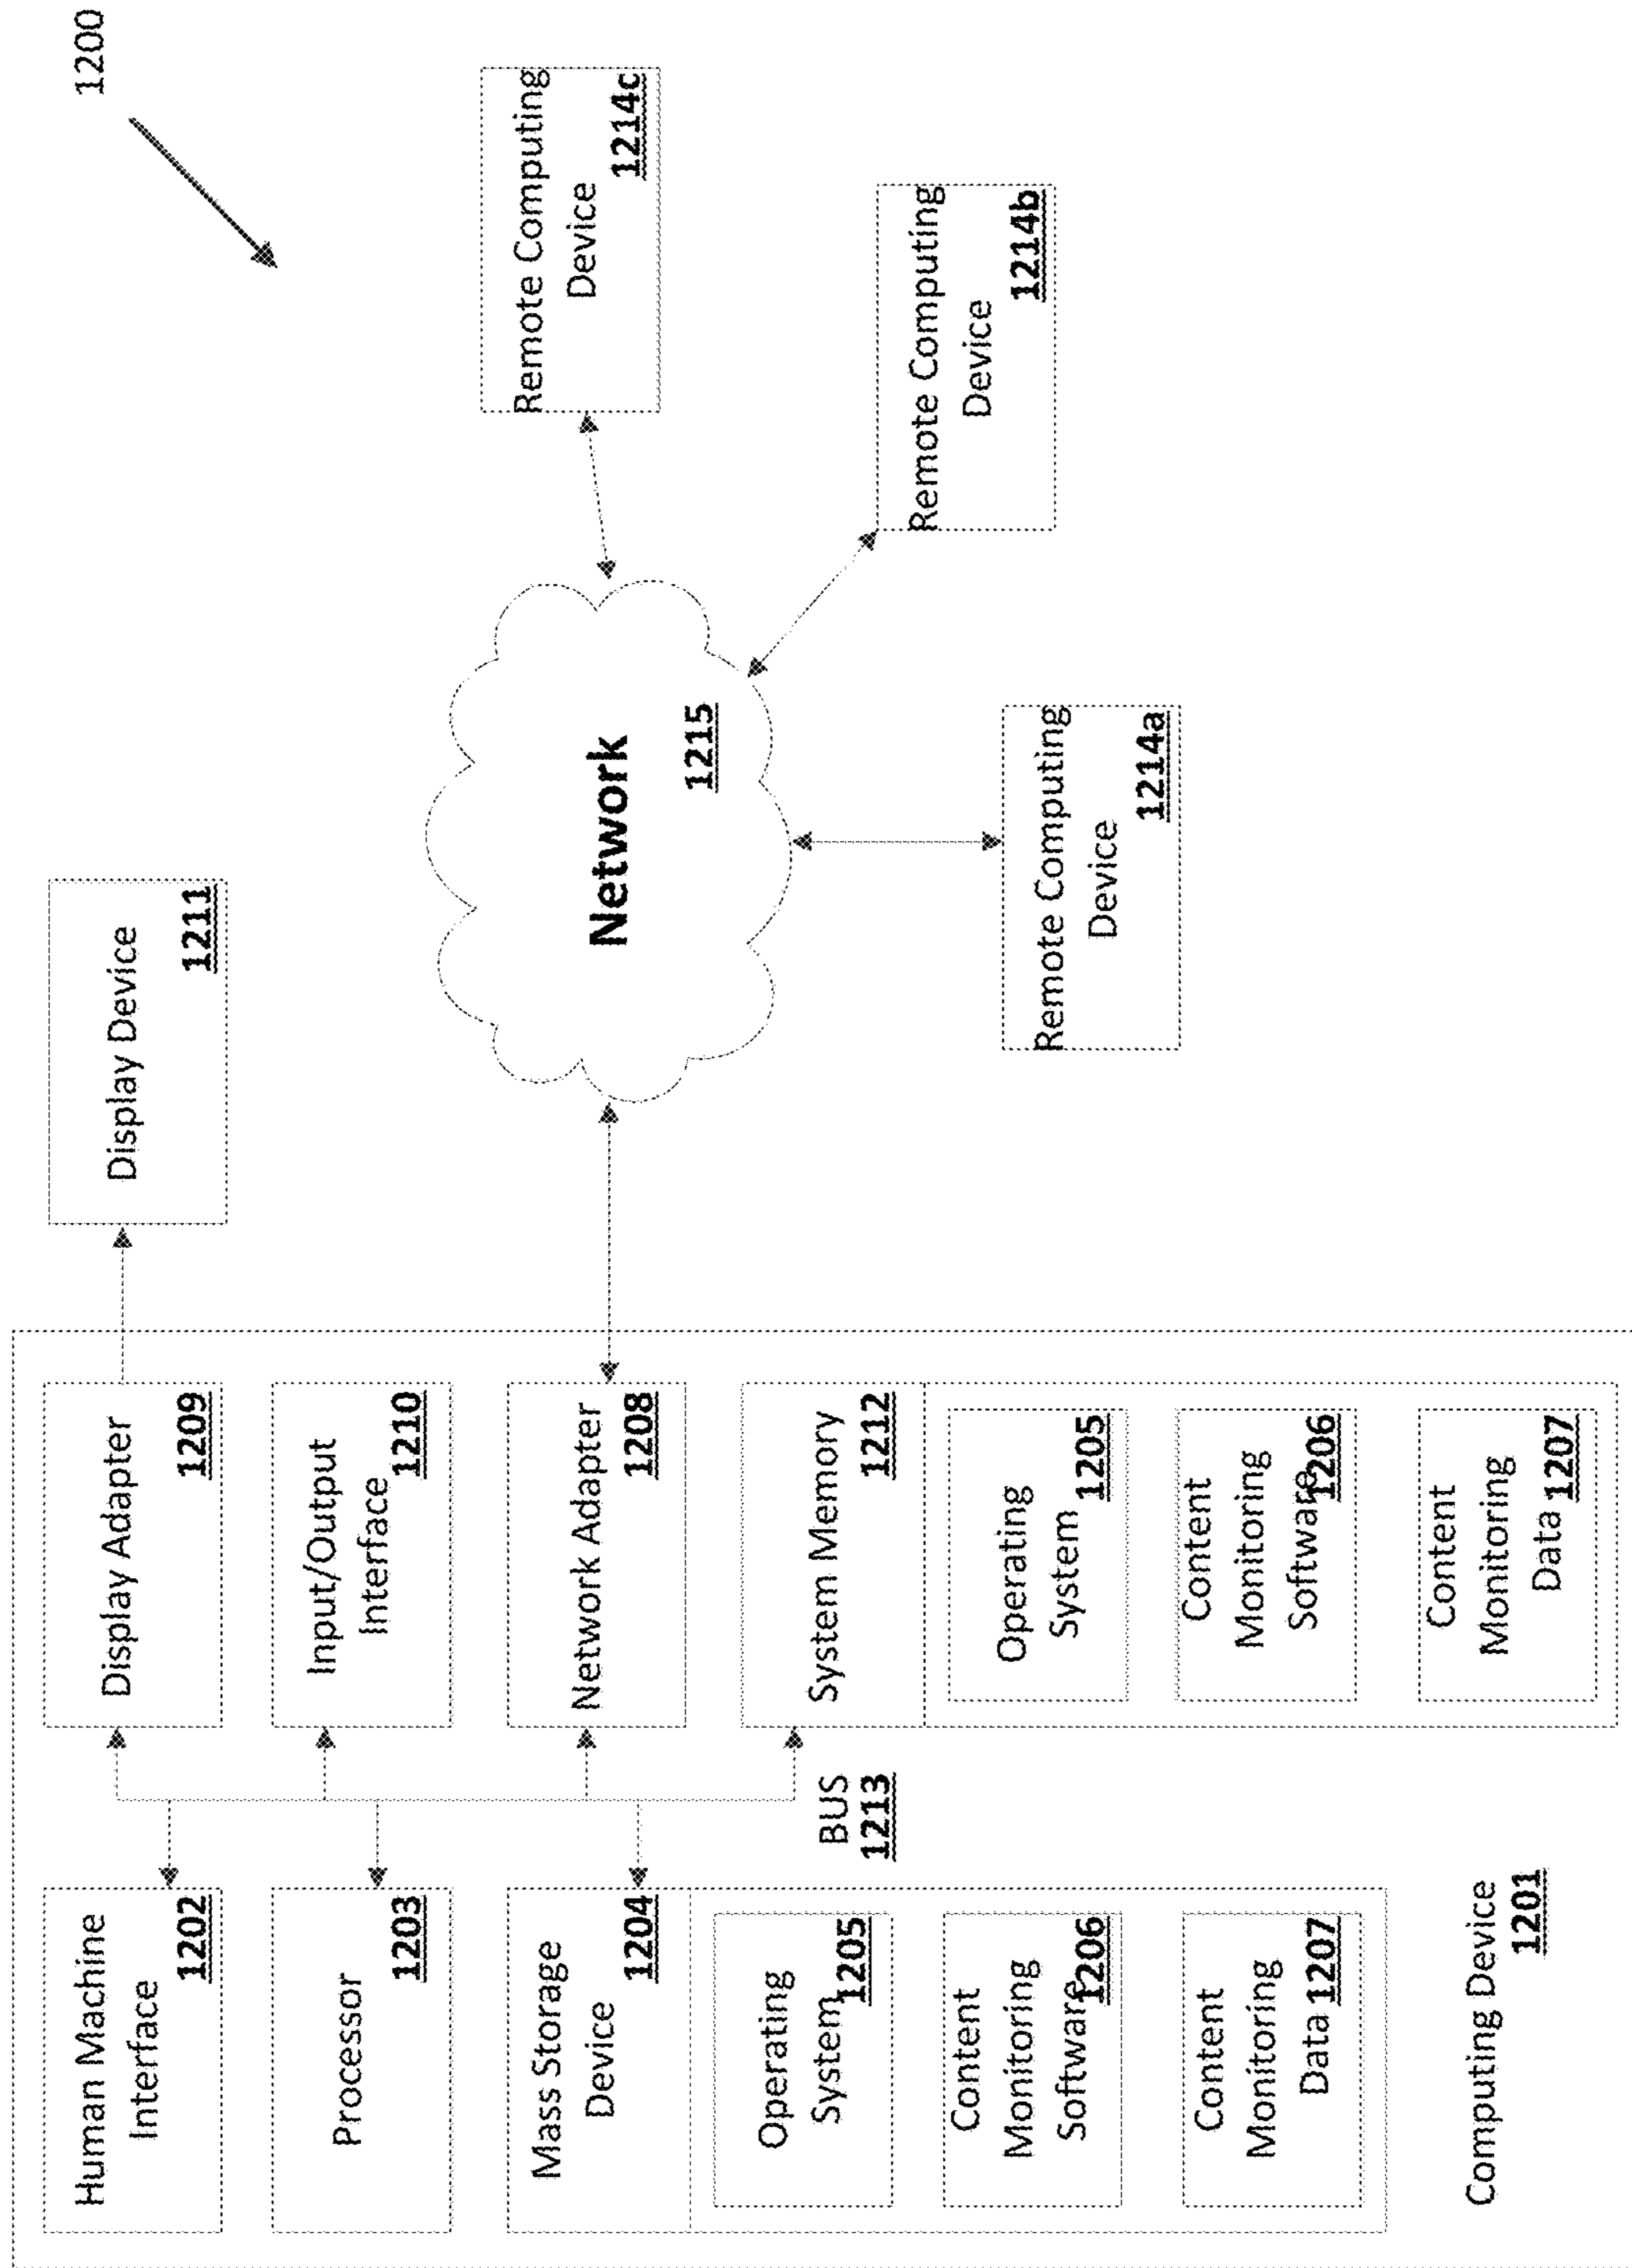 1200
Human Machine
Interface
1202
Display Adapter
1209
Display Device
1211
Processor
1203
Input/Output
Interface
1210
Mass Storage
Device
1204
Network Adapter
1208
Network
1215
Remote Computing
Device
1214c
Operating
System
1205
BUS
1213
System Memory
1212
Remote Computing
Device
1214b
Content
Monitoring
Software
1206
Operating
System
1205
Remote Computing
Device
1214a
Content
Monitoring
Data 1207
Content
Monitoring
Software
1206
Computing Device
1201
Content
Monitoring
Data 1207